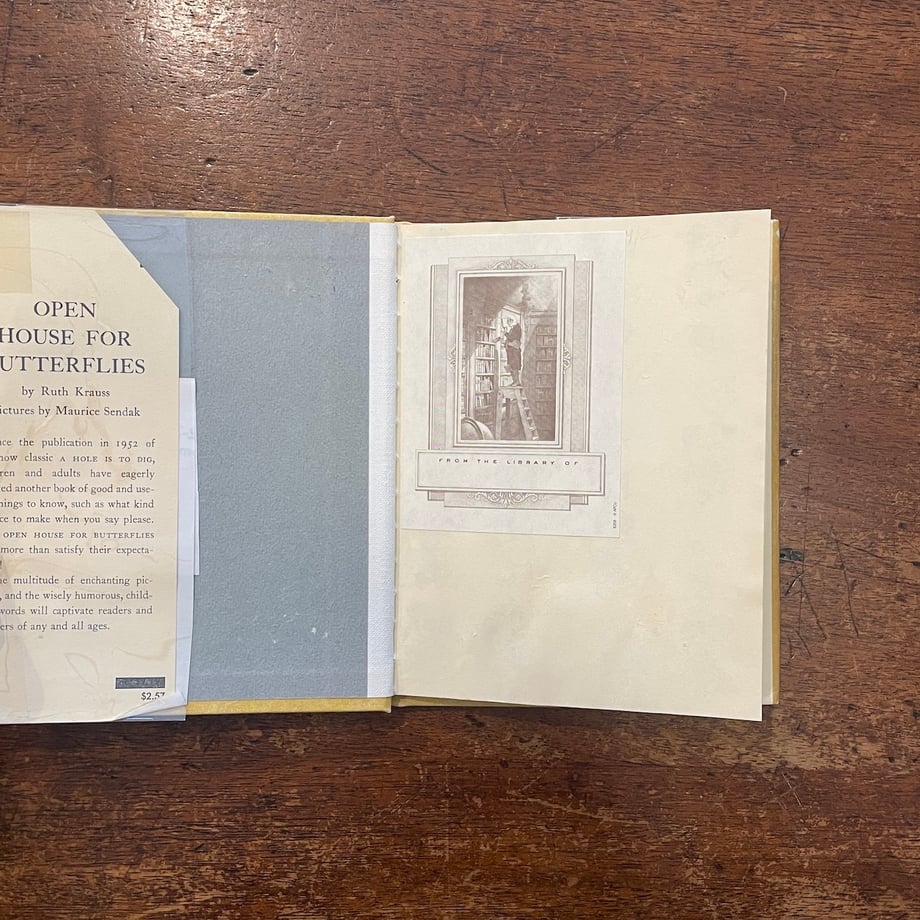 OPEN
HOUSE FOR
UTTERFLIES
by Ruth Krauss
ictures by Maurice Sendak
ce the publication in 1952 of
now classic A HOLE IS TO DIG,
ren and adults have eagerly
ed another book of good and use-
hings to know, such as what kind
ce to make when you say please.
OPEN HOUSE FOR BUTTERFLIES
more than satisfy their expecta-
e multitude of enchanting pic-
, and the wisely humorous, child-
words will captivate readers and
ers of any and all ages.
$2.57
FROM THE LIBRARY OF